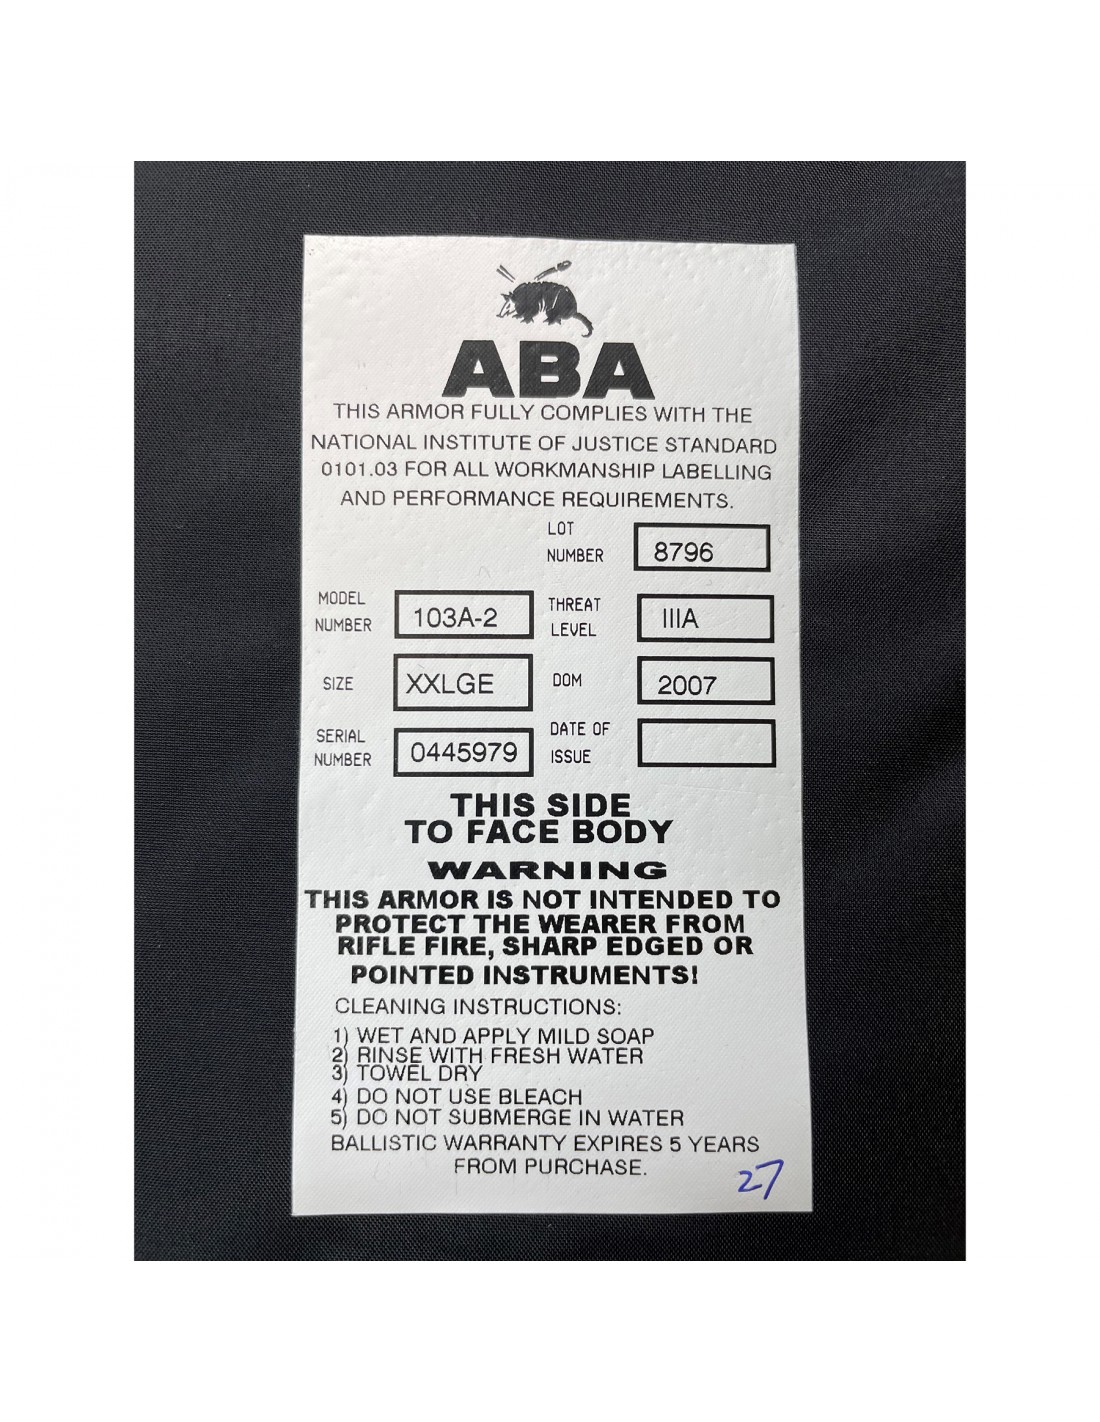 ABA
THIS ARMOR FULLY COMPLIES WITH THE
NATIONAL INSTITUTE OF JUSTICE STANDARD
0101.03 FOR ALL WORKMANSHIP LABELLING
AND PERFORMANCE REQUIREMENTS.
LOT
NUMBER 8796
MODEL
NUMBER 103A-2
THREAT
LEVEL IIIA
SIZE XXLGE
DOM 2007
SERIAL
NUMBER 0445979
DATE OF
ISSUE
THIS SIDE
TO FACE BODY
WARNING
THIS ARMOR IS NOT INTENDED TO
PROTECT THE WEARER FROM
RIFLE FIRE, SHARP EDGED OR
POINTED INSTRUMENTS!
CLEANING INSTRUCTIONS:
1) WET AND APPLY MILD SOAP
2) RINSE WITH FRESH WATER
3) TOWEL DRY
4) DO NOT USE BLEACH
5) DO NOT SUBMERGE IN WATER
BALLISTIC WARRANTY EXPIRES 5 YEARS
FROM PURCHASE.
27